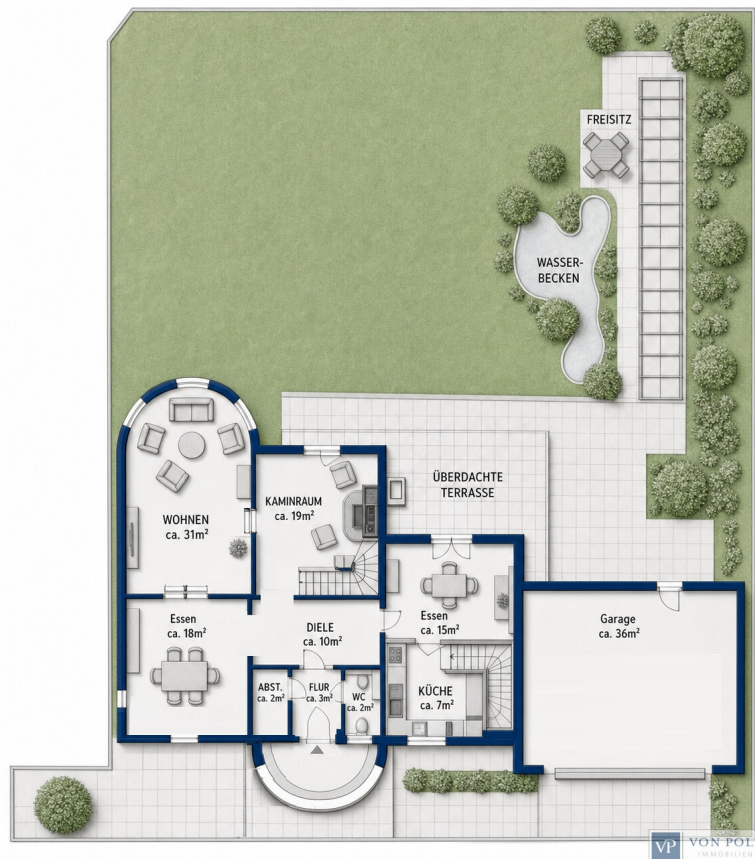 FREISITZ
WASSER-
BECKEN
ÜBERDACHTE
TERRASSE
KAMINRAUM
ca. 19m²
WOHNEN
ca. 31m²
Essen
ca. 18m²
DIELE
ca. 10m²
Essen
ca. 15m²
Garage
ca. 36m²
ABST.
ca. 2m²
FLUR
ca. 3m²
WC
ca. 2m²
KÜCHE
ca. 7m²
VP
VON POL
IMMOBILIEN